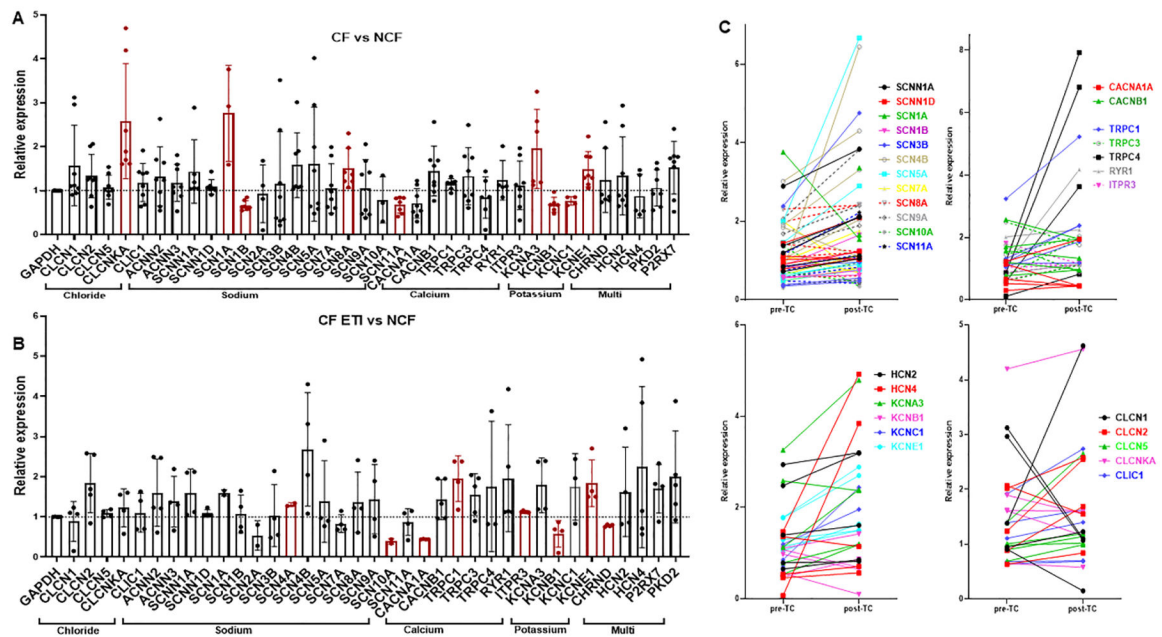 A
CF vs NCF
Relative expression
5
4
3
2
1
0
GAPDH
CLCN1
CLCN2
CLCN5
CLCNKA
CLIC1
ACNN2
ACNN3
SCNN1A
SCNN1D
SCN1A
SCN1B
SCN2A
SCN3B
SCN4B
SCN5A
SCN7A
SCN8A
SCN9A
SCN10A
SCN11A
CACNA1A
CACNB1
TRPC1
TRPC3
TRPC4
RYR1
ITPR3
KCNA3
KCNB1
KCNC1
KCNE1
CHRND
HCN2
HCN4
PKD2
P2RX7
Chloride
Sodium
Calcium
Potassium
Multi
B
CF ETI vs NCF
Relative expression
6
5
4
3
2
1
0
GAPDH
CLCN1
CLCN2
CLCN5
CLCNKA
CLIC1
ACNN2
ACNN3
SCNN1A
SCNN1D
SCN1A
SCN1B
SCN2A
SCN3B
SCN4A
SCN4B
SCN5A
SCN7A
SCN8A
SCN9A
SCN10A
SCN11A
CACNA1A
CACNB1
TRPC1
TRPC3
TRPC4
RTR1
ITPR3
KCNA3
KCNB1
KCNC1
KCNE1
CHRND
HCN2
HCN4
P2RX7
PKD2
Chloride
Sodium
Calcium
Potassium
Multi
C
Relative expression
6
4
2
0
pre-TC
post-TC
SCNN1A
SCNN1D
SCN1A
SCN1B
SCN3B
SCN4B
SCN5A
SCN7A
SCN8A
SCN9A
SCN10A
SCN11A
Relative expression
8
6
4
2
0
pre-TC
post-TC
CACNA1A
CACNB1
TRPC1
TRPC3
TRPC4
RYR1
ITPR3
Relative expression
6
4
2
0
pre-TC
post-TC
HCN2
HCN4
KCNA3
KCNB1
KCNC1
KCNE1
Relative expression
5
4
3
2
1
0
pre-TC
post-TC
CLCN1
CLCN2
CLCN5
CLCNKA
CLIC1